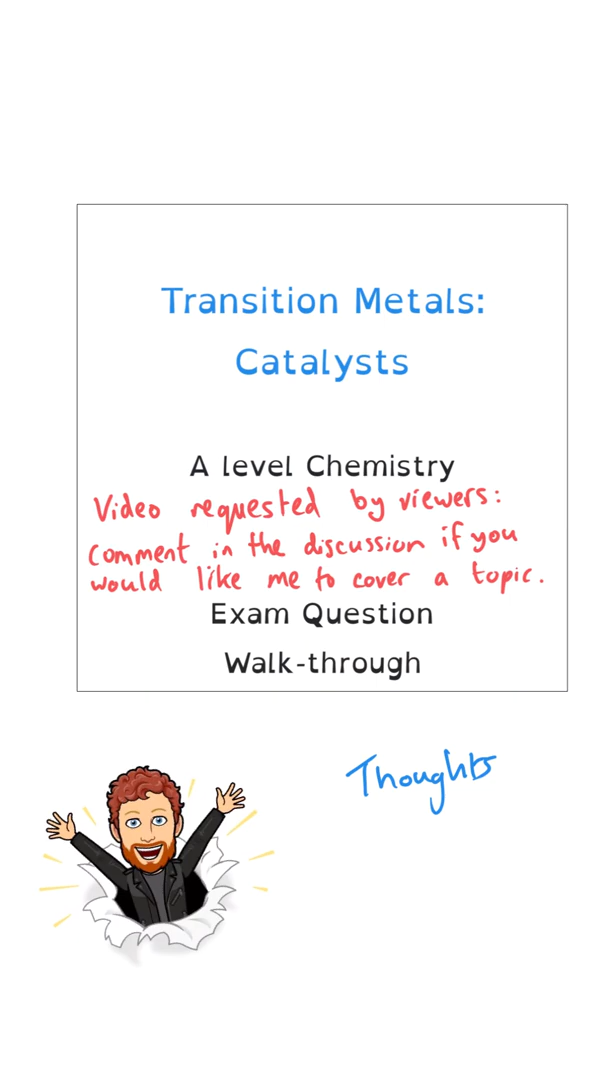 Transition Metals:
Catalysts
A level Chemistry
Video requested by viewers:
Comment in the discussion if you
would like me to cover a topic.
Exam Question
Walk-through
Thoughts